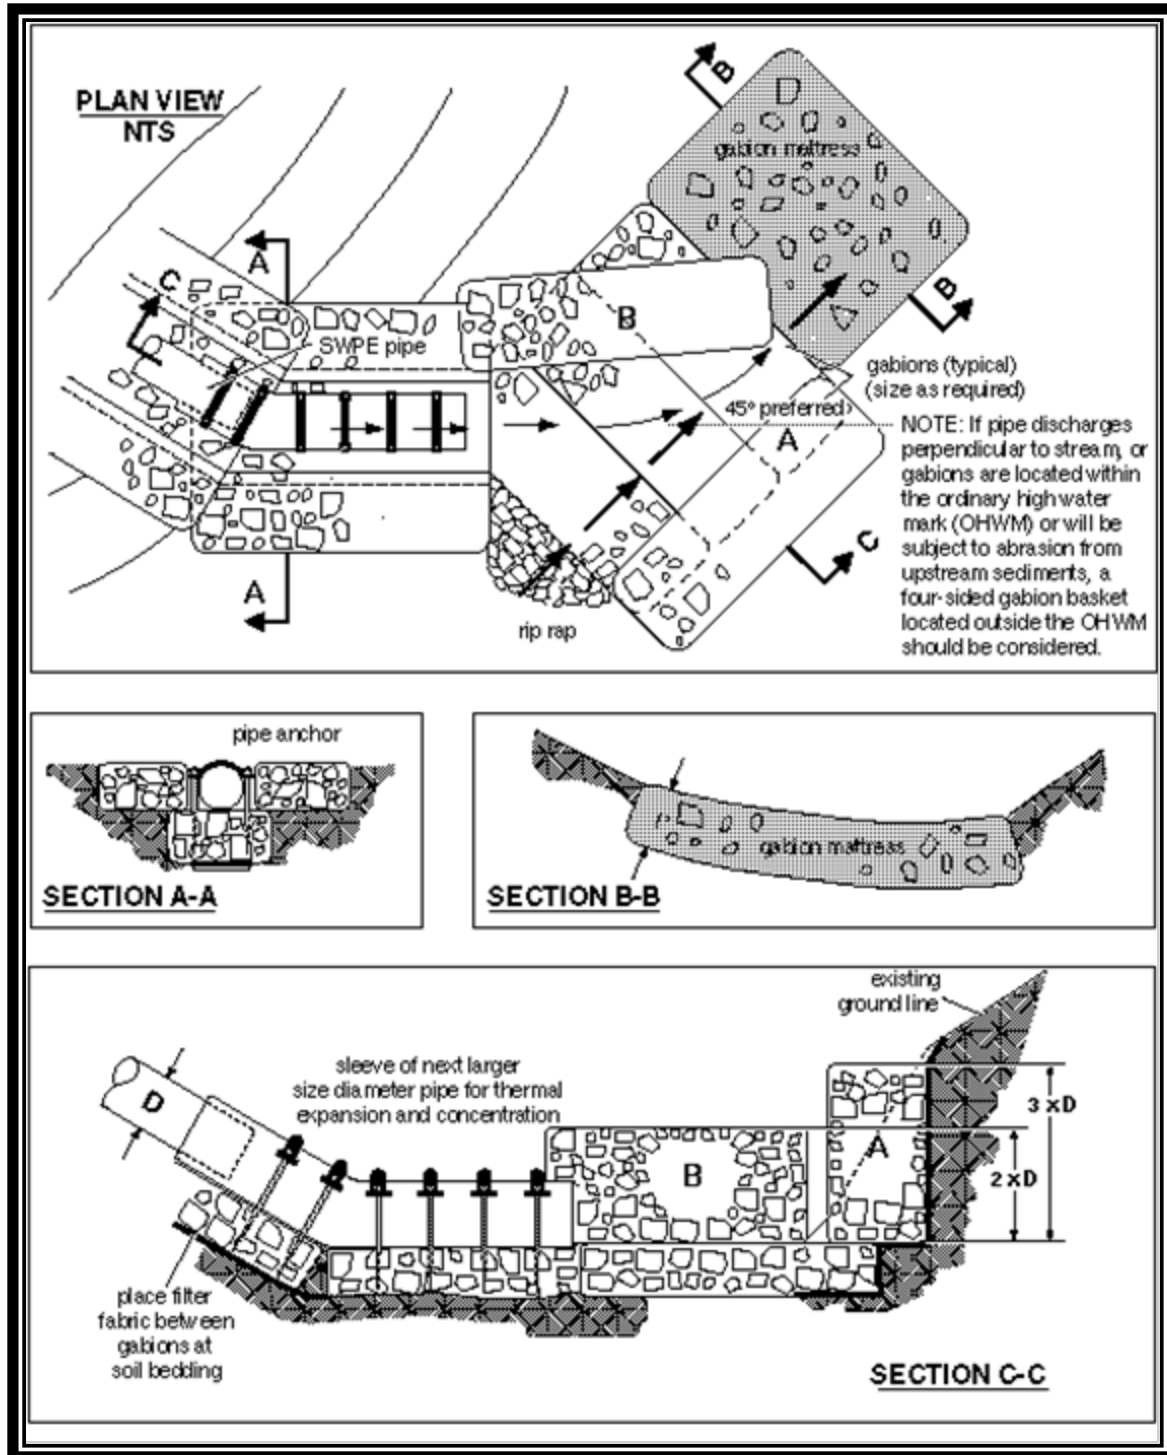 PLAN VIEW
NTS
B
D
gabion mattress
A
C
B
B
SWPE pipe
gabions (typical)
(size as required)
45° preferred
A
NOTE: If pipe discharges
perpendicular to stream, or
gabions are located within
the ordinary high water
mark (OHWM) or will be
subject to abrasion from
upstream sediments, a
four-sided gabion basket
located outside the OHWM
should be considered.
C
A
rip rap
pipe anchor
SECTION A-A
gabion mattress
SECTION B-B
existing
ground line
sleeve of next larger
size diameter pipe for thermal
expansion and concentration
D
3 x D
A
B
2 x D
place filter
fabric between
gabions at
soil bedding
SECTION C-C